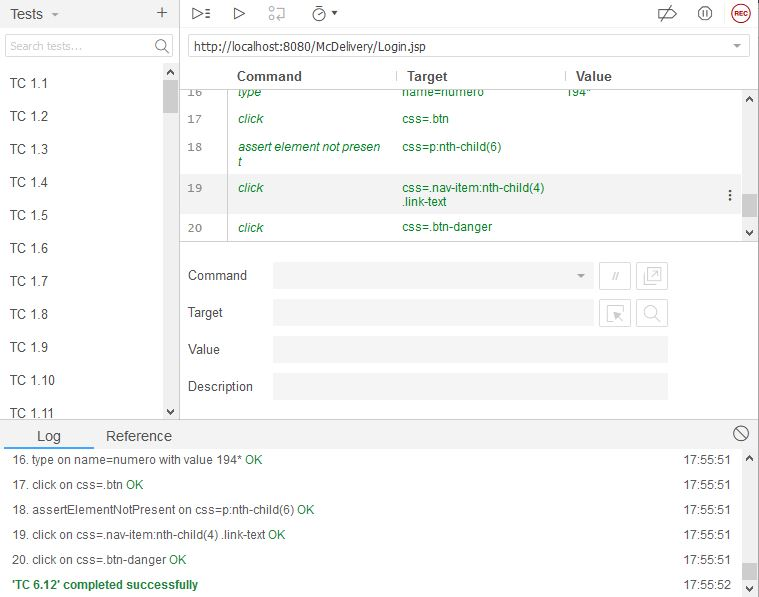 Tests
+
REC
Search tests...
http://localhost:8080/McDelivery/Login.jsp
Command Target Value
16 type name=numero 194*
17 click css=.btn
18 assert element not presen css=p:nth-child(6)
t
19 click css=.nav-item:nth-child(4)
.link-text
20 click css=.btn-danger
TC 1.1
TC 1.2
TC 1.3
TC 1.4
TC 1.5
TC 1.6
TC 1.7
TC 1.8
TC 1.9
TC 1.10
TC 1.11
Command //
Target
Value
Description
Log Reference
16. type on name=numero with value 194* OK 17:55:51
17. click on css=.btn OK 17:55:51
18. assertElementNotPresent on css=p:nth-child(6) OK 17:55:51
19. click on css=.nav-item:nth-child(4) .link-text OK 17:55:51
20. click on css=.btn-danger OK 17:55:51
'TC 6.12' completed successfully 17:55:52